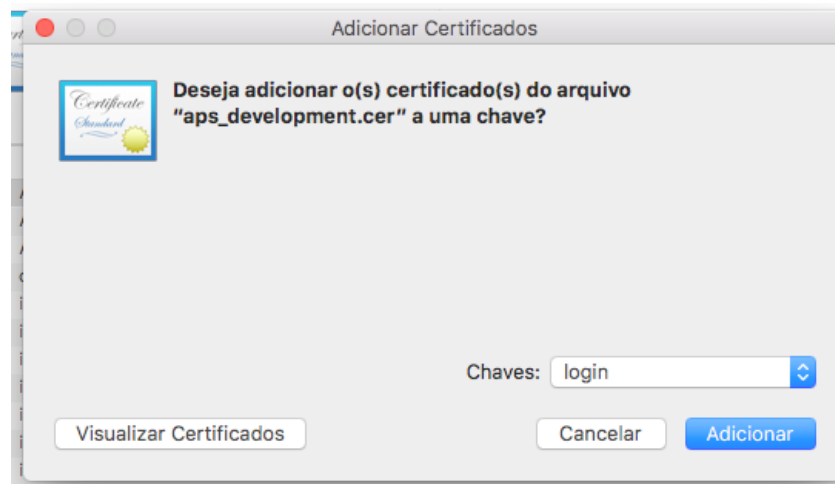 Adicionar Certificados
Certificate
Standard
Deseja adicionar o(s) certificado(s) do arquivo
“aps_development.cer” a uma chave?
Chaves: login
Visualizar Certificados Cancelar Adicionar